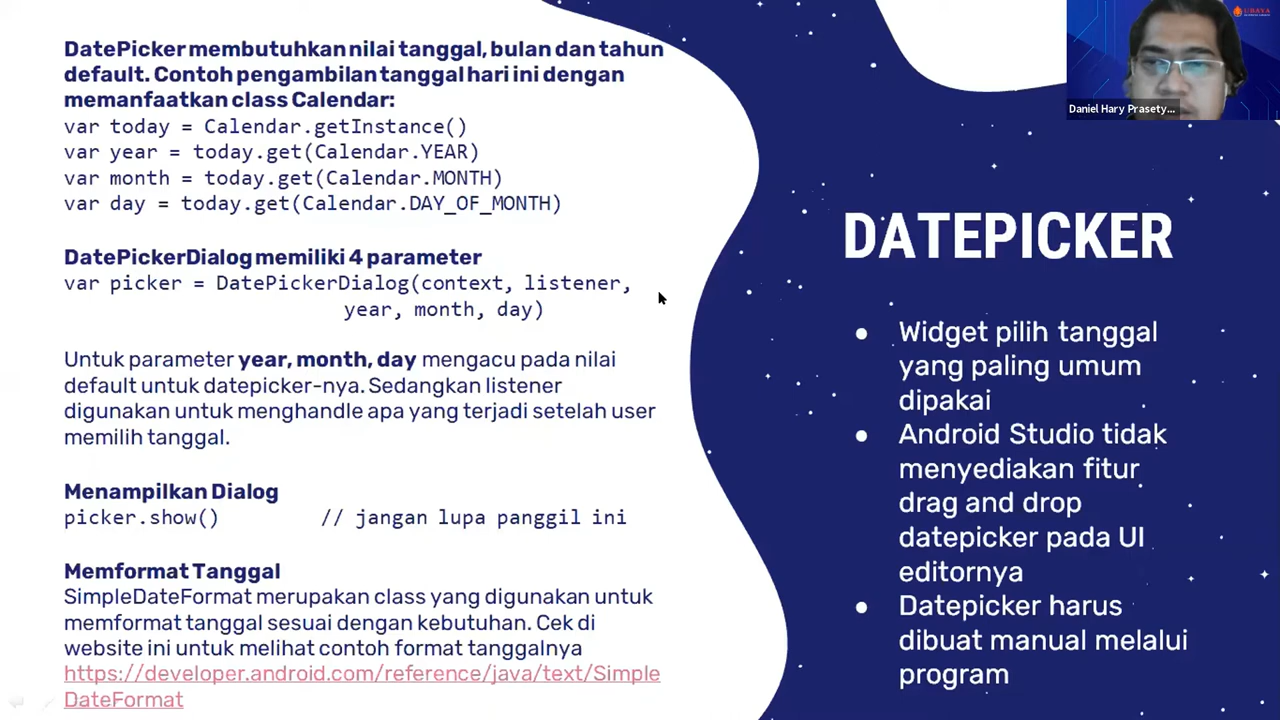 DatePicker membutuhkan nilai tanggal, bulan dan tahun
default. Contoh pengambilan tanggal hari ini dengan
memanfaatkan class Calendar:
var today = Calendar.getInstance()
var year = today.get(Calendar.YEAR)
var month = today.get(Calendar.MONTH)
var day = today.get(Calendar.DAY_OF_MONTH)
DatePickerDialog memiliki 4 parameter
var picker = DatePickerDialog(context, listener,
year, month, day)
Untuk parameter year, month, day mengacu pada nilai
default untuk datepicker-nya. Sedangkan listener
digunakan untuk menghandle apa yang terjadi setelah user
memilih tanggal.
Menampilkan Dialog
picker.show() // jangan lupa panggil ini
Memformat Tanggal
SimpleDateFormat merupakan class yang digunakan untuk
memformat tanggal sesuai dengan kebutuhan. Cek di
website ini untuk melihat contoh format tanggalnya
https://developer.android.com/reference/java/text/Simple
DateFormat
UBAYA
Daniel Hary Prasety...
DATEPICKER
● Widget pilih tanggal
yang paling umum
dipakai
● Android Studio tidak
menyediakan fitur
drag and drop
datepicker pada UI
editornya
● Datepicker harus
dibuat manual melalui
program